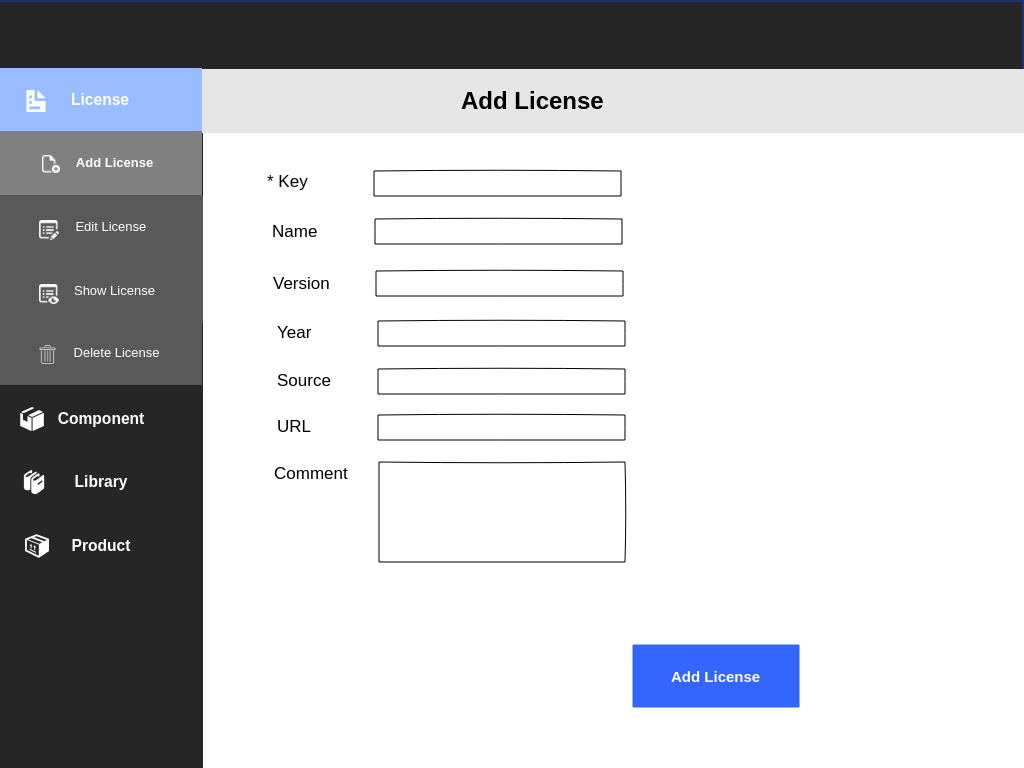 License
Add License
Add License
Edit License
Show License
Delete License
Component
Library
Product
* Key
Name
Version
Year
Source
URL
Comment
Add License